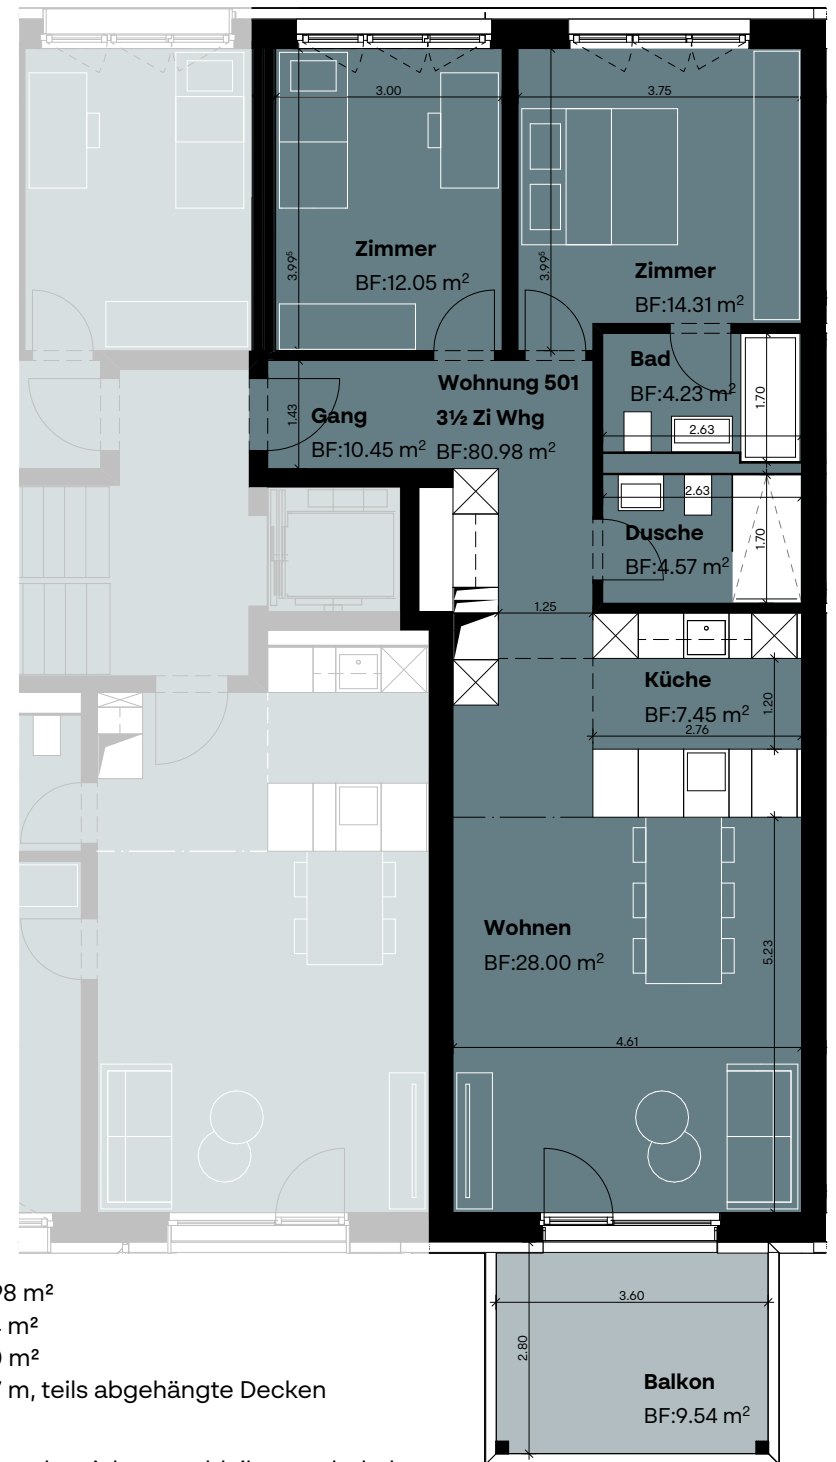 3.00
3.75
3.99⁵
3.99⁵
Zimmer
BF:12.05 m²
Zimmer
BF:14.31 m²
Wohnung 501
3½ Zi Whg
BF:80.98 m²
Gang
BF:10.45 m²
1.43
Bad
BF:4.23 m²
1.70
2.63
2.63
Dusche
BF:4.57 m²
1.70
1.25
Küche
BF:7.45 m²
1.20
2.76
Wohnen
BF:28.00 m²
5.23
4.61
3.60
2.80
Balkon
BF:9.54 m²
98 m²
m²
m²
m, teils abgehängte Decken